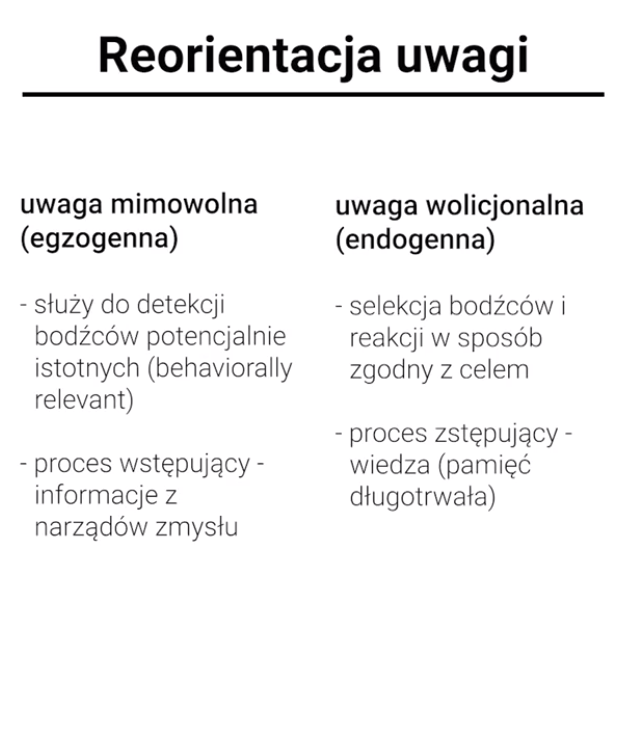 Reorientacja uwagi
uwaga mimowolna
(egzogenna)
- służy do detekcji
bodźców potencjalnie
istotnych (behaviorally
relevant)
- proces wstępujący -
informacje z
narządów zmysłu
uwaga wolicjonalna
(endogenna)
- selekcja bodźców i
reakcji w sposób
zgodny z celem
- proces zstępujący -
wiedza (pamięć
długotrwała)